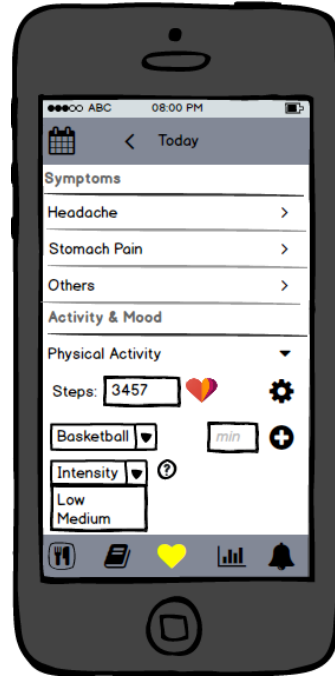 ABC 08:00 PM
Today
Symptoms
Headache
Stomach Pain
Others
Activity & Mood
Physical Activity
Steps: 3457
Basketball min
Intensity ?
Low
Medium